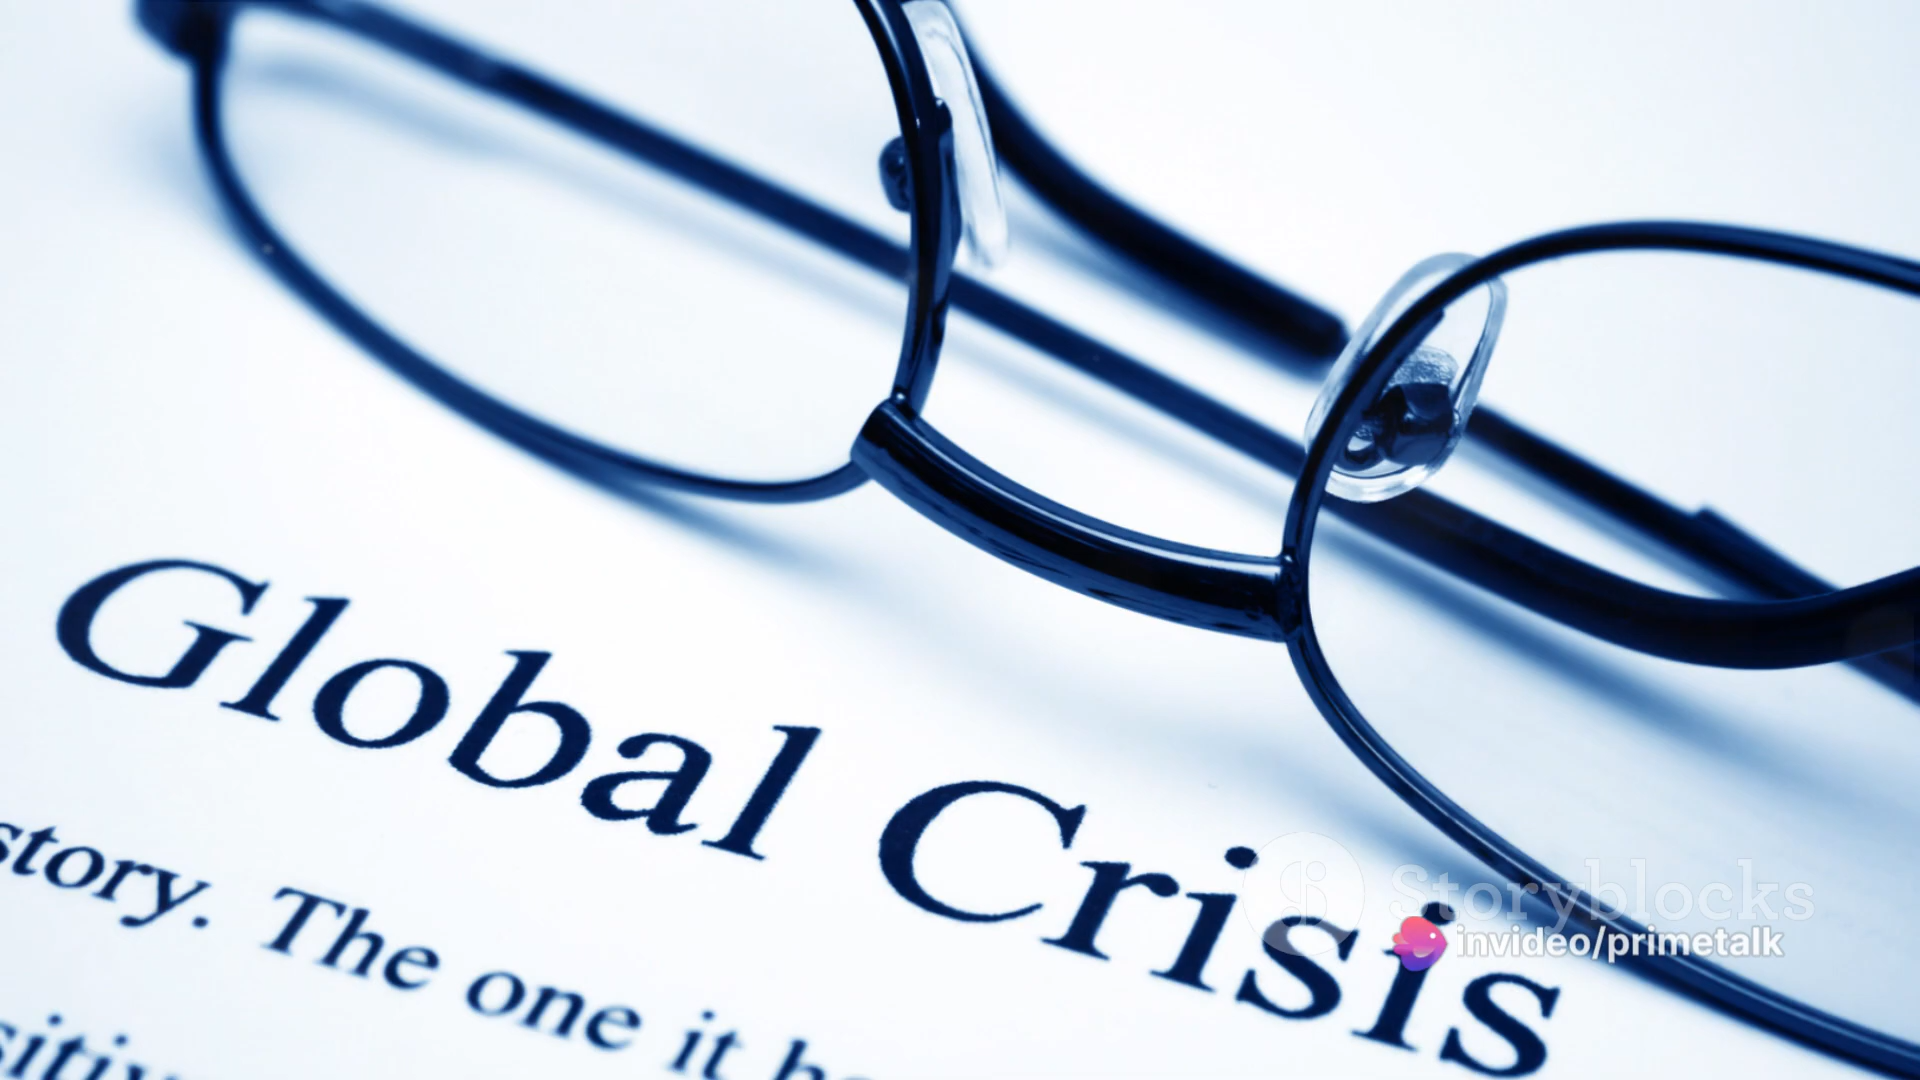 Global Crisis
story. The one it
Storyblocks
invideo/primetalk